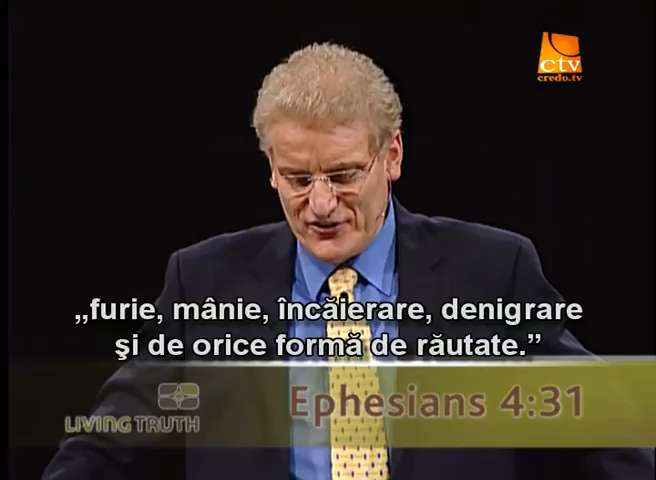 ctv
credo.tv
„furie, mânie, încăierare, denigrare
şi de orice formă de răutate.”
LIVING TRUTH
Ephesians 4:31